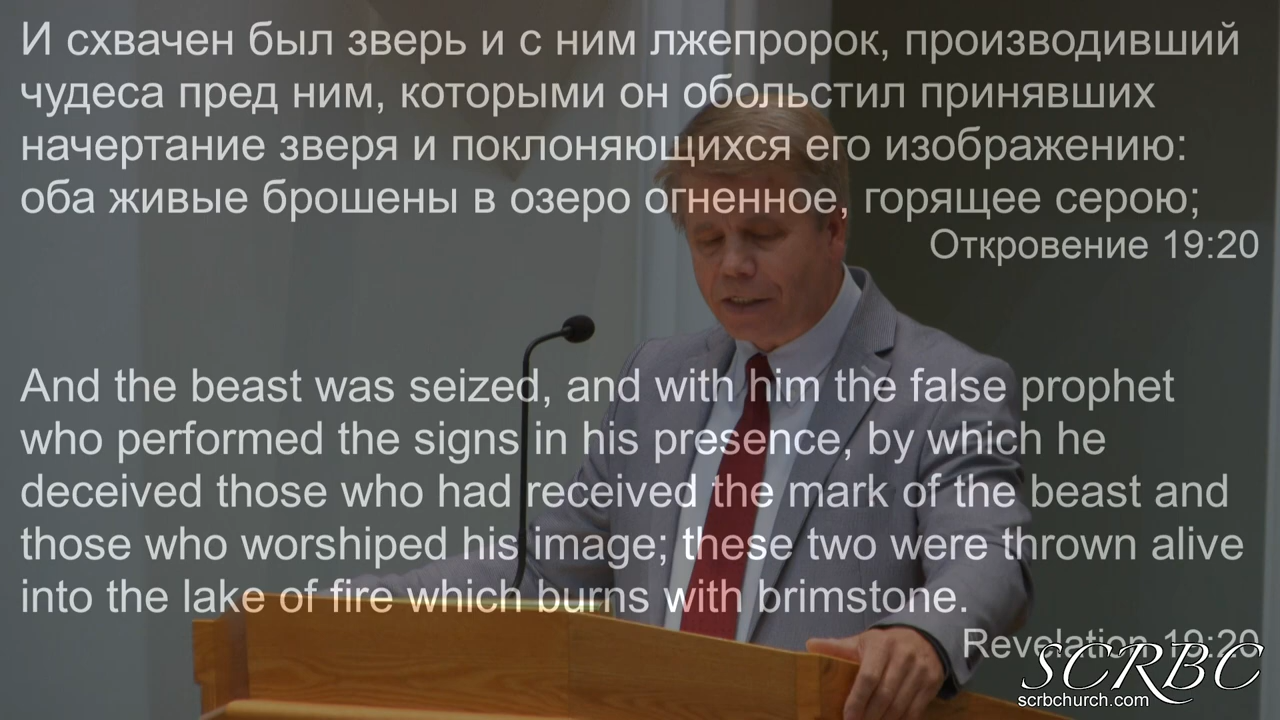 И схвачен был зверь и с ним лжепророк, производивший
чудеса пред ним, которыми он обольстил принявших
начертание зверя и поклоняющихся его изображению:
оба живые брошены в озеро огненное, горящее серою;
Откровение 19:20
And the beast was seized, and with him the false prophet
who performed the signs in his presence, by which he
deceived those who had received the mark of the beast and
those who worshiped his image; these two were thrown alive
into the lake of fire which burns with brimstone.
Revelation 19:20
SCRBC
scrbchurch.com